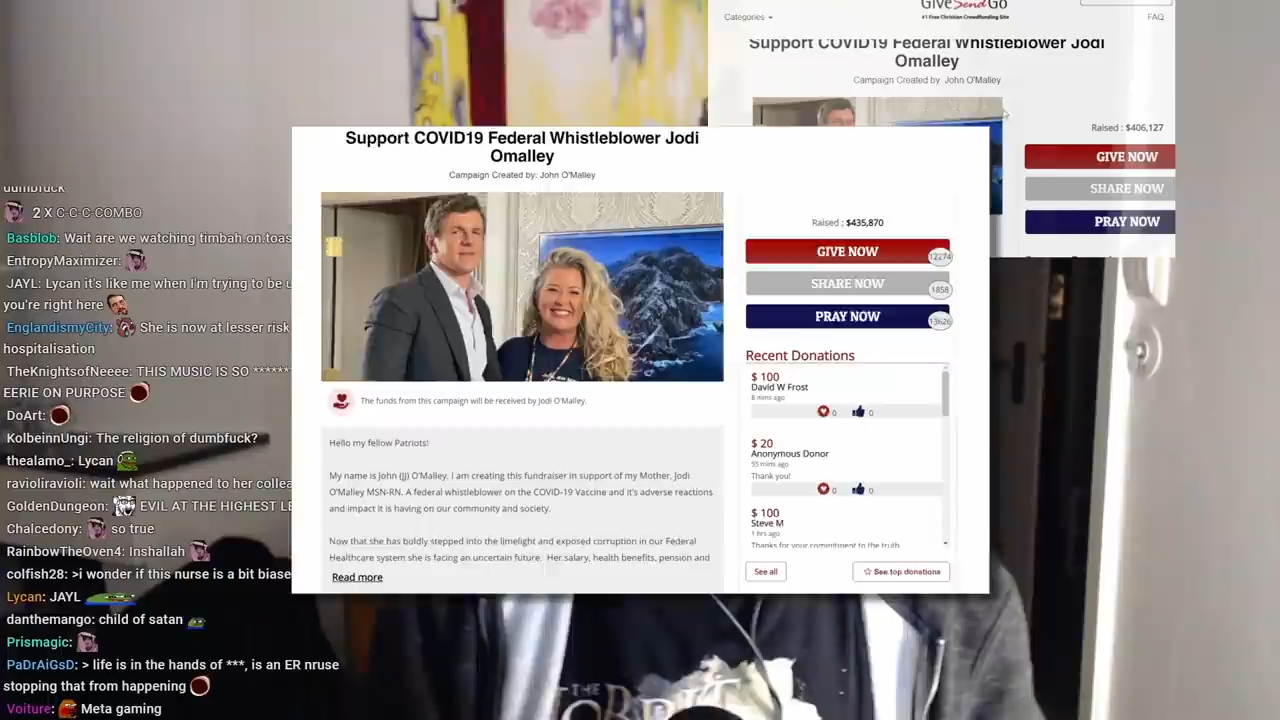 GiveSendGo
#1 Free Christian Crowdfunding Site
Categories
FAQ
Support COVID19 Federal Whistleblower Jodi
Omalley
Campaign Created by: John O'Malley
Raised : $406,127
GIVE NOW
SHARE NOW
PRAY NOW
Support COVID19 Federal Whistleblower Jodi
Omalley
Campaign Created by: John O'Malley
Raised : $435,870
GIVE NOW
12274
SHARE NOW
1858
PRAY NOW
13626
Recent Donations
$ 100
David W Frost
8 mins ago
0
0
$ 20
Anonymous Donor
55 mins ago
Thank you!
0
0
$ 100
Steve M
1 hrs ago
Thanks for your commitment to the truth
See all
See top donations
The funds from this campaign will be received by Jodi O'Malley.
Hello my fellow Patriots!
My name is John (JJ) O'Malley. I am creating this fundraiser in support of my Mother, Jodi
O'Malley MSN-RN. A federal whistleblower on the COVID-19 Vaccine and it's adverse reactions
and impact it is having on our community and society.
Now that she has boldly stepped into the limelight and exposed corruption in our Federal
Healthcare system she is facing an uncertain future. Her salary, health benefits, pension and
Read more
dumbfuck
2 X C-C-C-COMBO
Basblob: Wait are we watching timbah.on.toas
EntropyMaximizer:
JAYL: Lycan it's like me when I'm trying to be u
you're right here
EnglandismyCity: She is now at lesser risk
hospitalisation
TheKnightsofNeeee: THIS MUSIC IS SO *******
EERIE ON PURPOSE
DoArt:
KolbeinnUngi: The religion of dumbfuck?
thealamo_: Lycan
ravioliravioir: wait what happened to her collea
GoldenDungeon: EVIL AT THE HIGHEST LE
Chalcedony: so true
RainbowTheOven4: Inshallah
colfish28: >i wonder if this nurse is a bit biase
Lycan: JAYL
danthemango: child of satan
Prismagic:
PaDrAiGsD: > life is in the hands of ***, is an ER nruse
stopping that from happening
Voiture: Meta gaming
THE